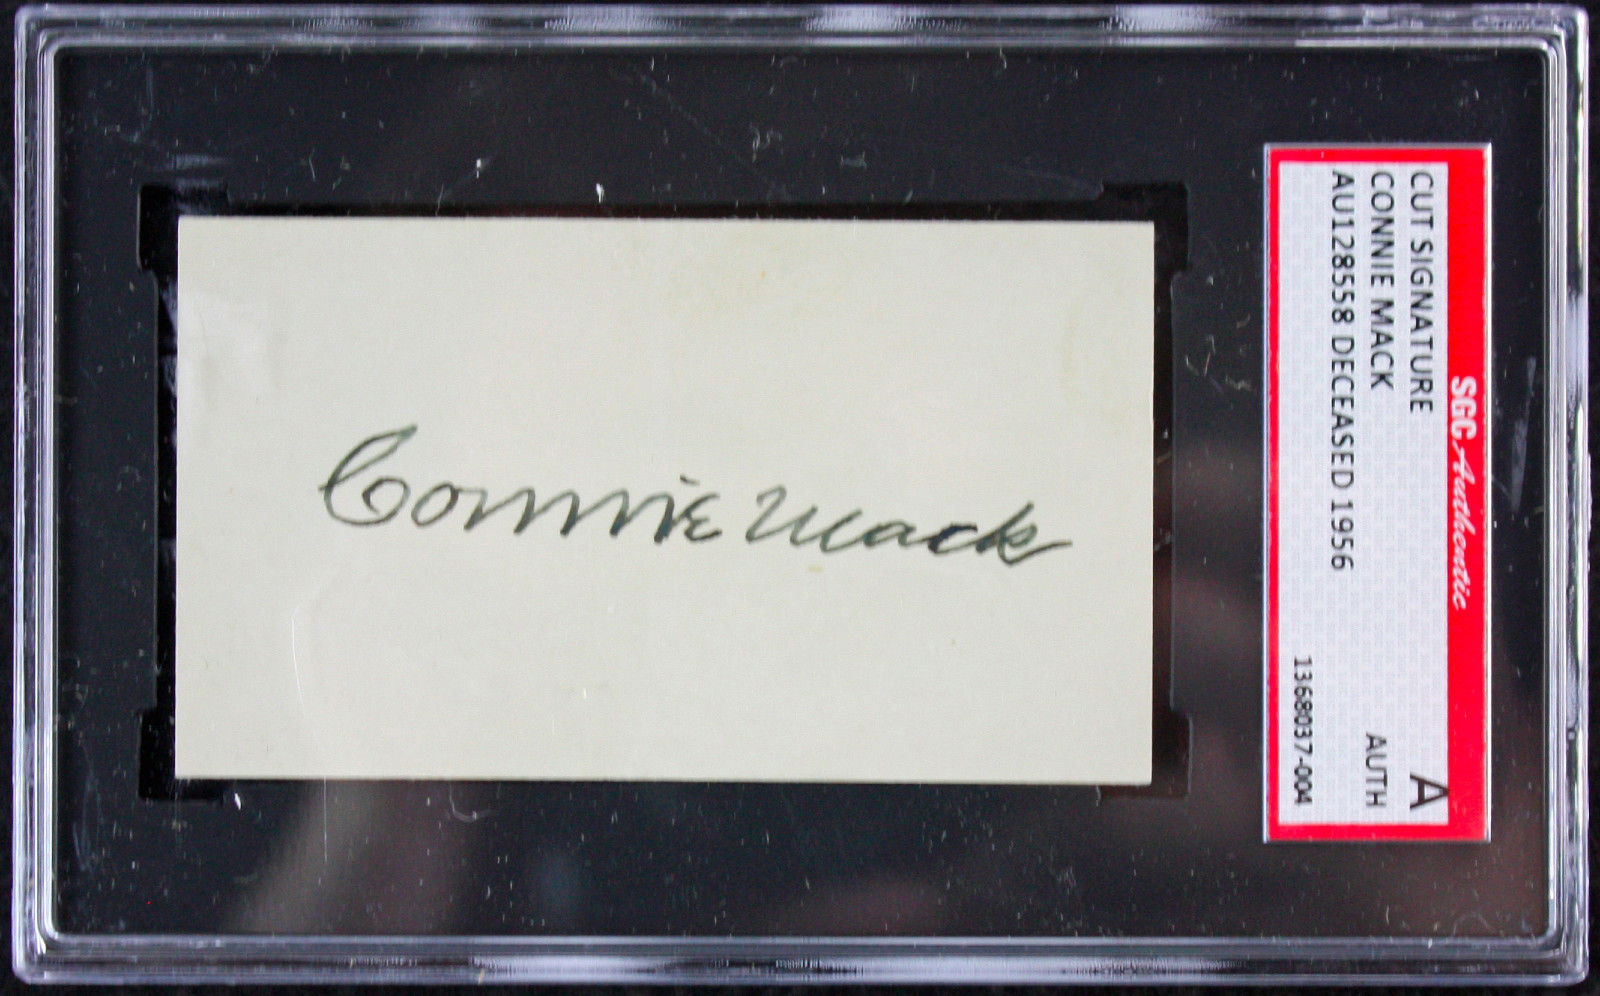 Connie Mack
SGC Authentic
CUT SIGNATURE
CONNIE MACK
AU128558 DECEASED 1956
A
AUTH
1368037-004